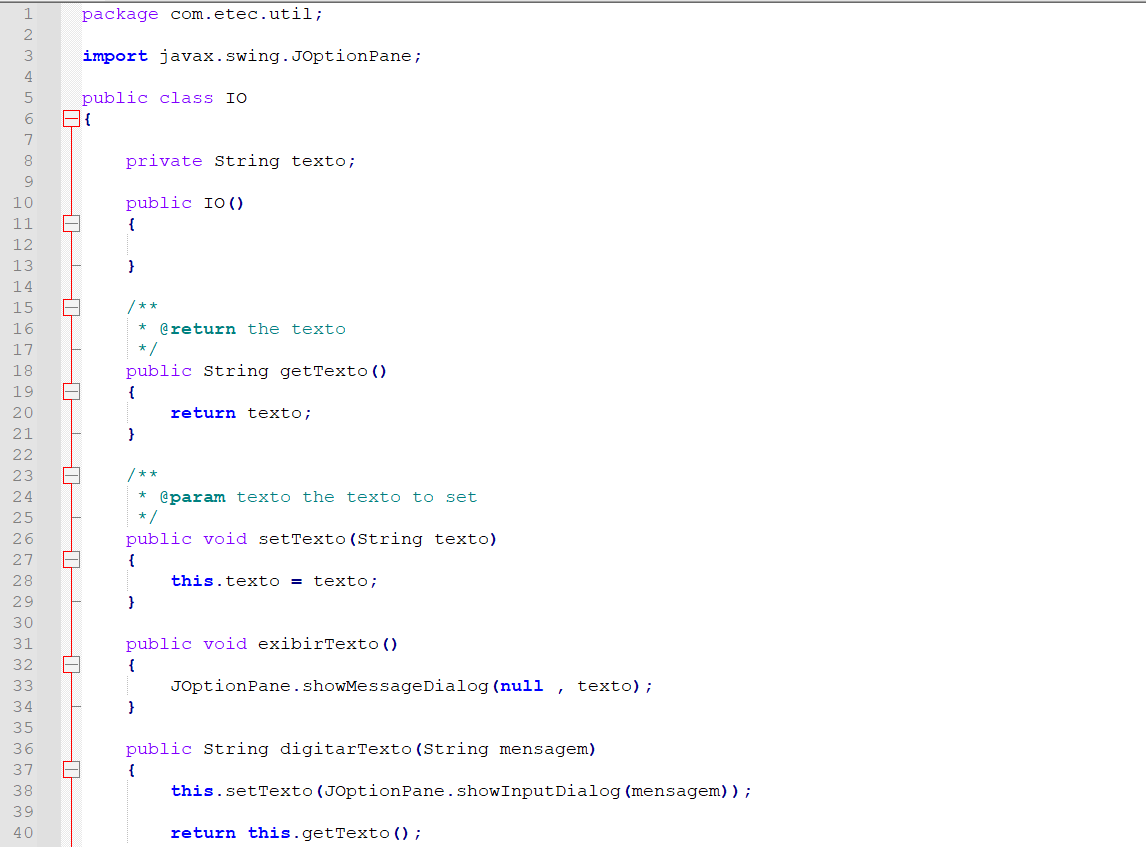 1 package com.etec.util;
2
3 import javax.swing.JOptionPane;
4
5 public class IO
6 {
7
8 private String texto;
9
10 public IO()
11 {
12
13 }
14
15 /**
16 * @return the texto
17 */
18 public String getTexto()
19 {
20 return texto;
21 }
22
23 /**
24 * @param texto the texto to set
25 */
26 public void setTexto(String texto)
27 {
28 this.texto = texto;
29 }
30
31 public void exibirTexto()
32 {
33 JOptionPane.showMessageDialog(null , texto);
34 }
35
36 public String digitarTexto(String mensagem)
37 {
38 this.setTexto(JOptionPane.showInputDialog(mensagem));
39
40 return this.getTexto();